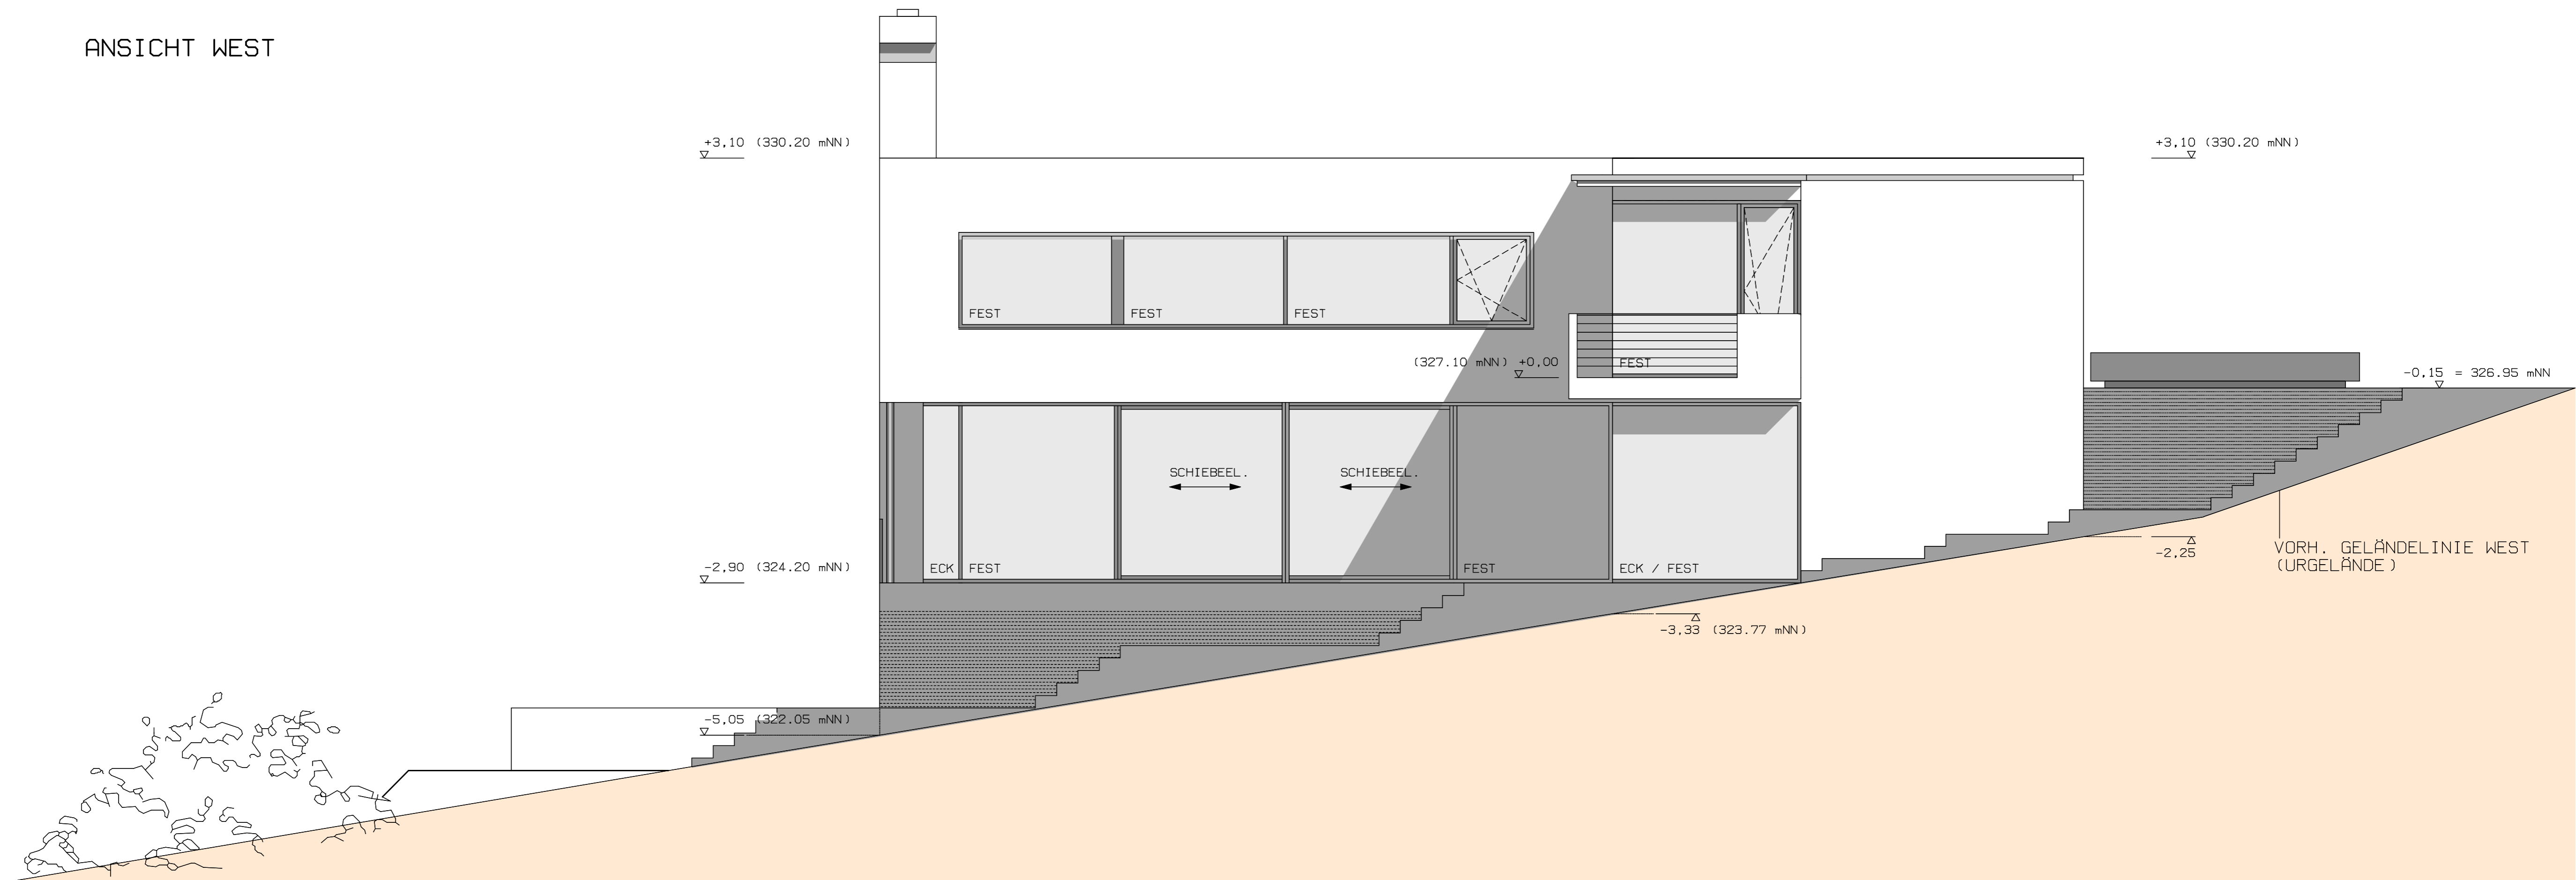 ANSICHT WEST
+3,10 (330.20 mNN)
+3,10 (330.20 mNN)
FEST
FEST
FEST
(327.10 mNN) +0,00
FEST
-0,15 = 326.95 mNN
SCHIEBEEL.
SCHIEBEEL.
-2,90 (324.20 mNN)
ECK
FEST
FEST
ECK / FEST
-2,25
VORH. GELÄNDELINIE WEST
(URGELÄNDE)
-3,33 (323.77 mNN)
-5,05 (322.05 mNN)